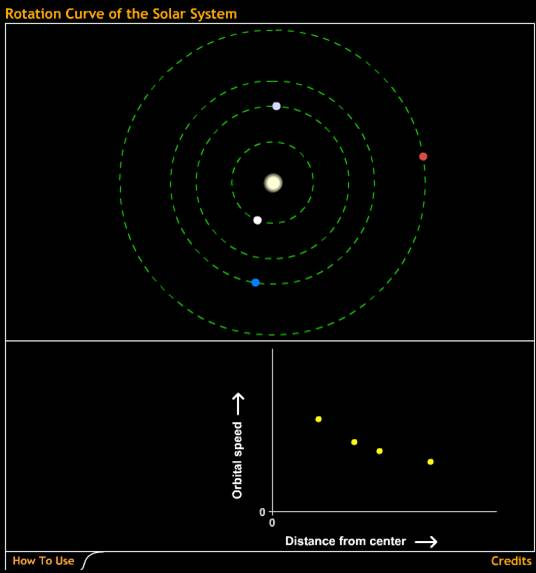 Rotation Curve of the Solar System
Orbital speed
0
0
Distance from center
How To Use
Credits